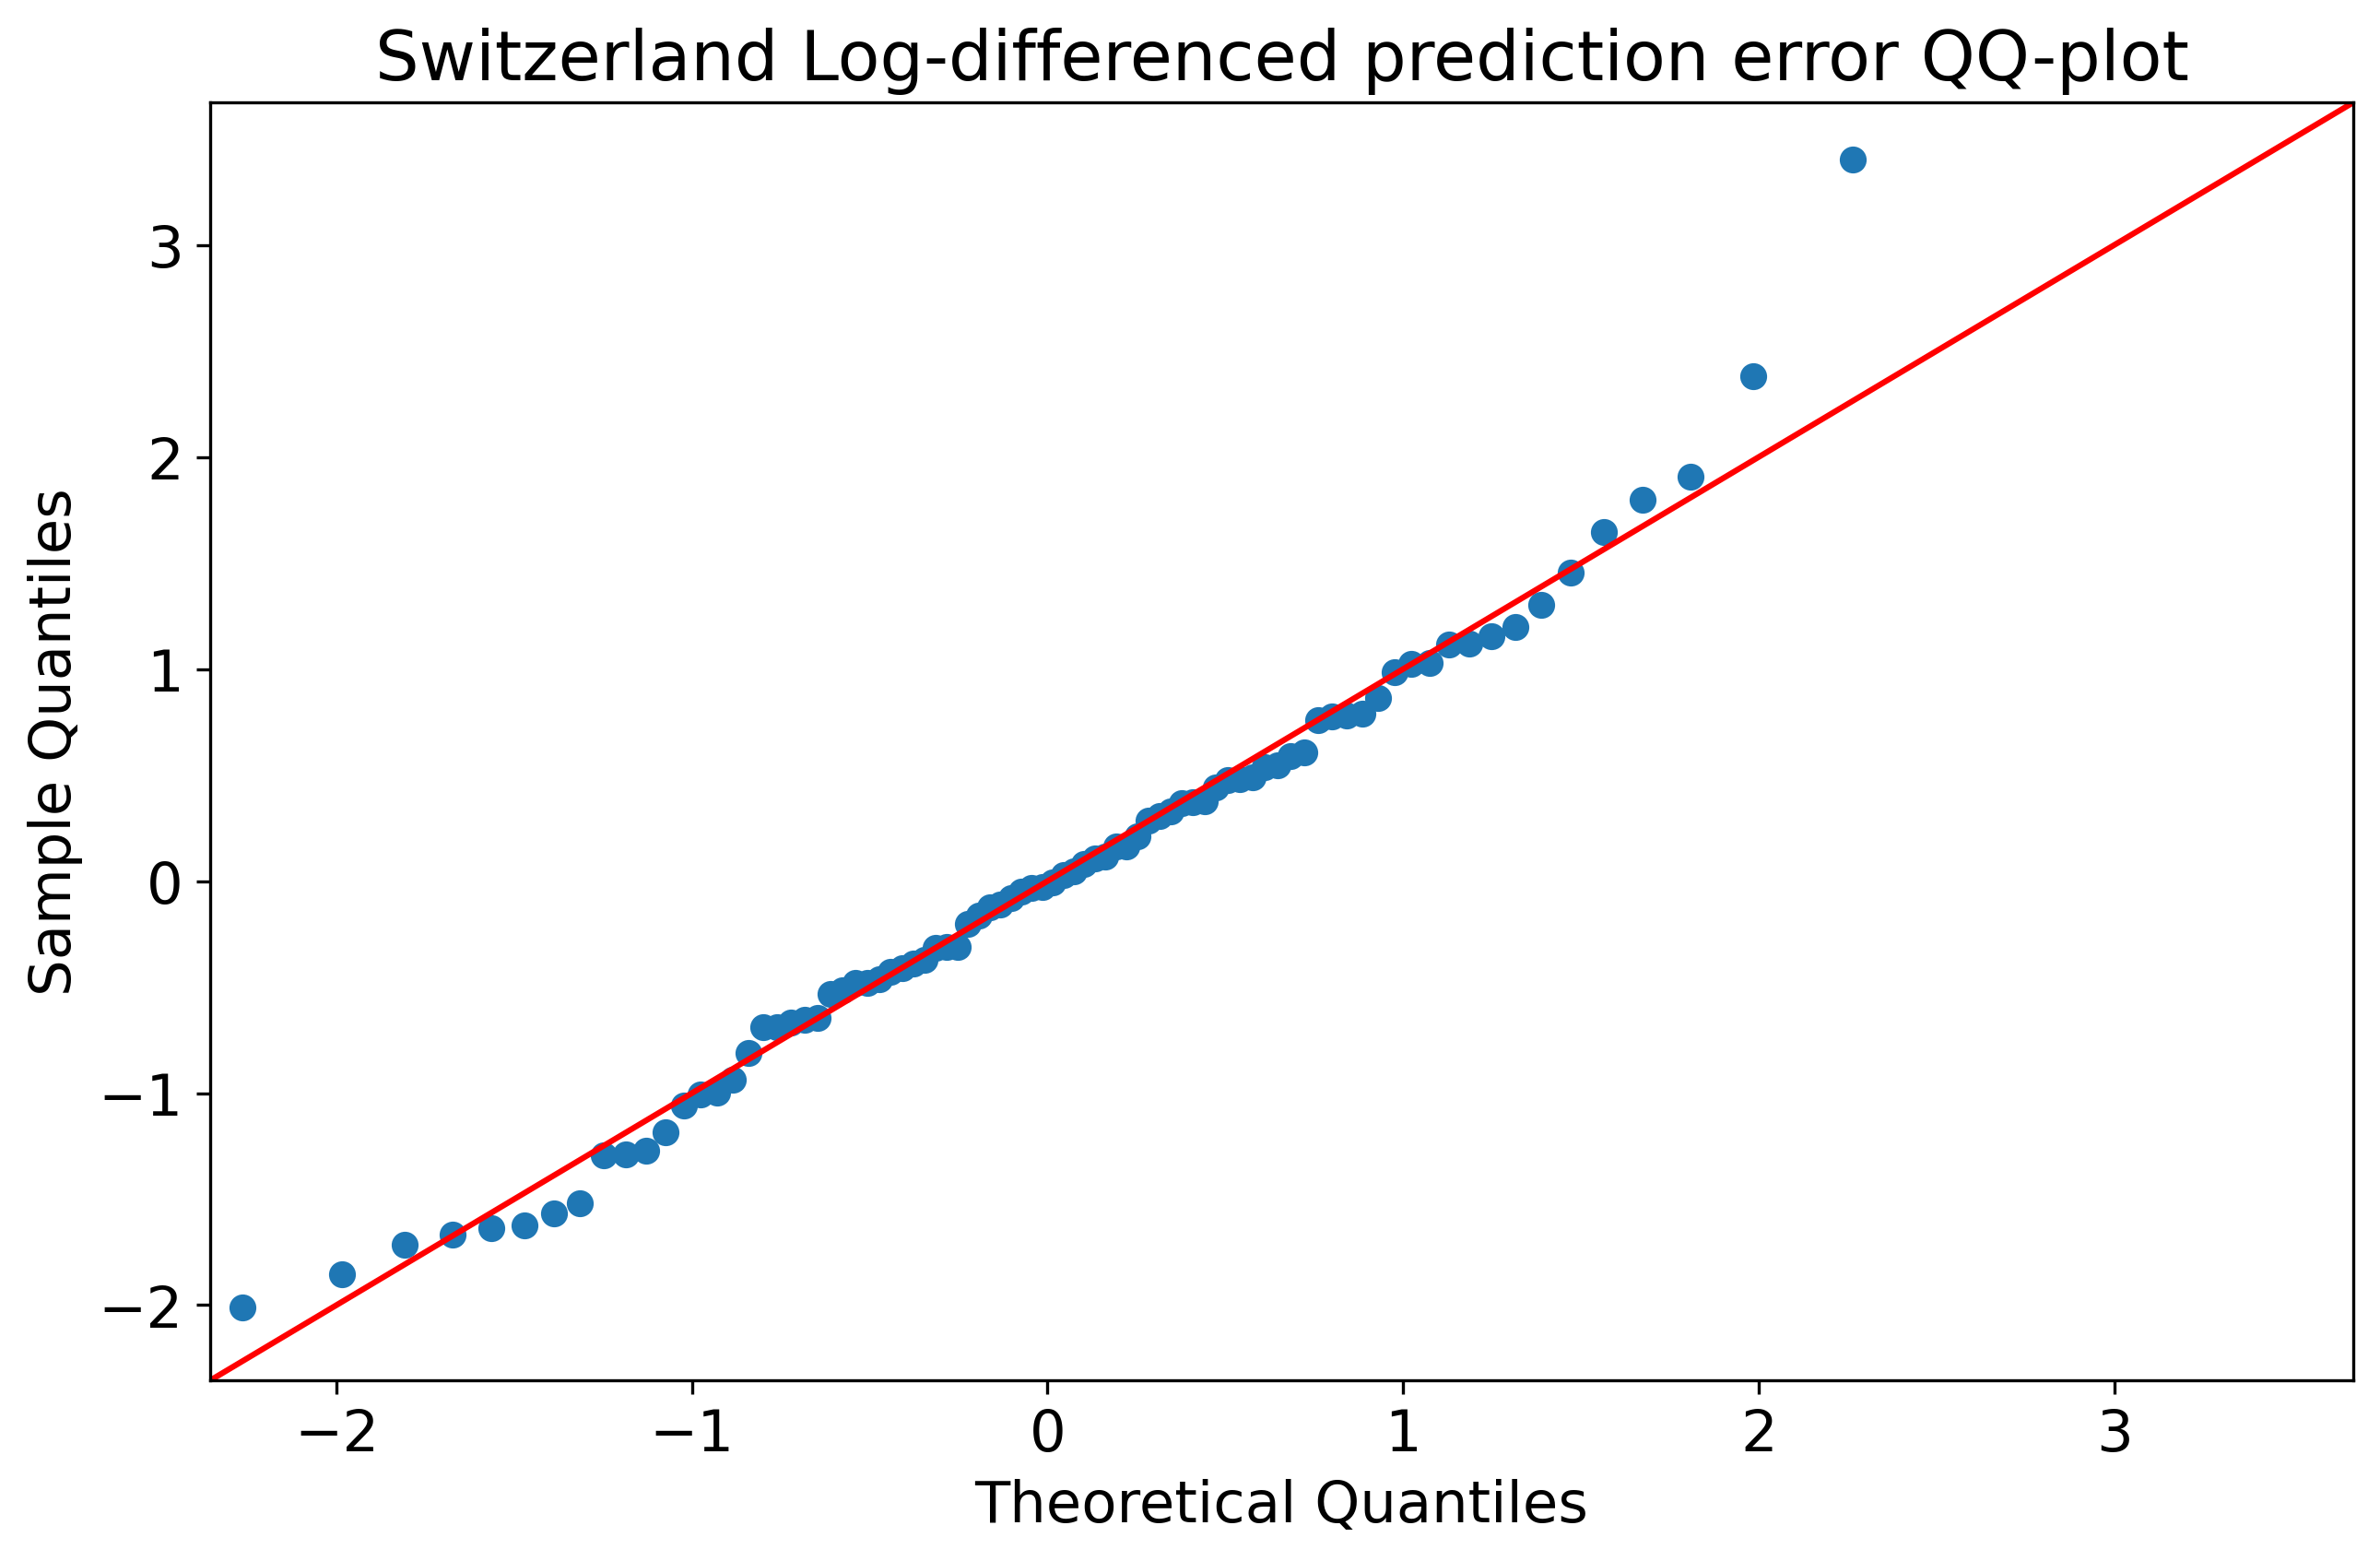 Switzerland Log-differenced prediction error QQ-plot
3
2
1
0
−1
−2
Sample Quantiles
−2 −1 0 1 2 3
Theoretical Quantiles